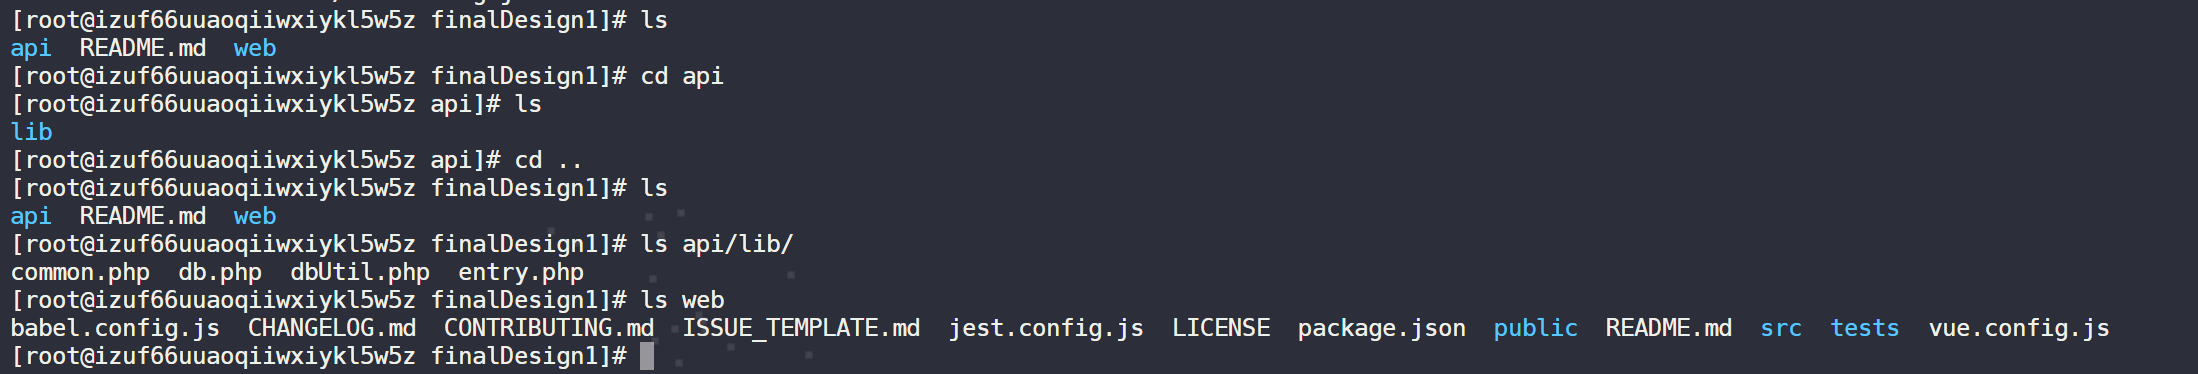 [root@izuf66uuaoqiiwxiykl5w5z finalDesign1]# ls
api  README.md  web
[root@izuf66uuaoqiiwxiykl5w5z finalDesign1]# cd api
[root@izuf66uuaoqiiwxiykl5w5z api]# ls
lib
[root@izuf66uuaoqiiwxiykl5w5z api]# cd ..
[root@izuf66uuaoqiiwxiykl5w5z finalDesign1]# ls
api  README.md  web
[root@izuf66uuaoqiiwxiykl5w5z finalDesign1]# ls api/lib/
common.php  db.php  dbUtil.php  entry.php
[root@izuf66uuaoqiiwxiykl5w5z finalDesign1]# ls web
babel.config.js  CHANGELOG.md  CONTRIBUTING.md  ISSUE_TEMPLATE.md  jest.config.js  LICENSE  package.json  public  README.md  src  tests  vue.config.js
[root@izuf66uuaoqiiwxiykl5w5z finalDesign1]#